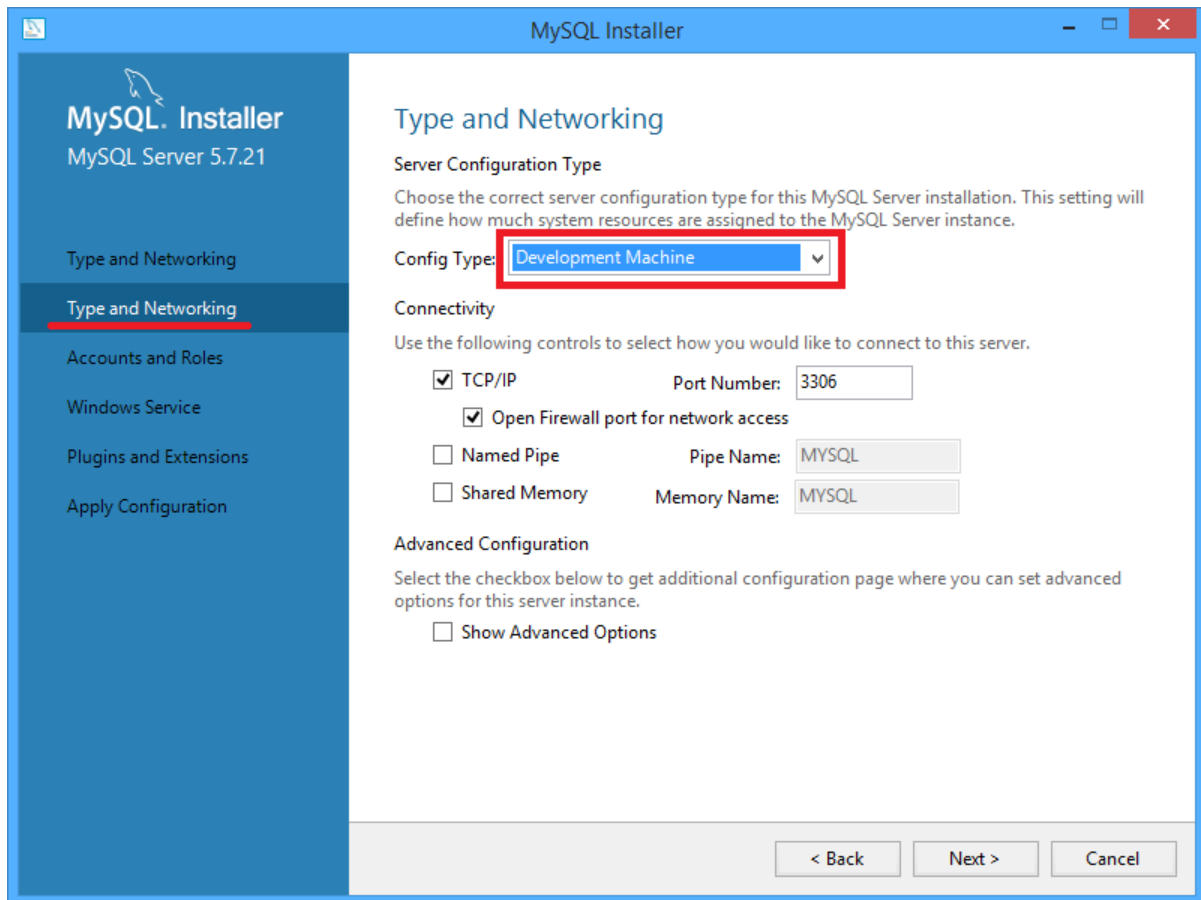 MySQL Installer
MySQL. Installer
MySQL Server 5.7.21
Type and Networking
Type and Networking
Accounts and Roles
Windows Service
Plugins and Extensions
Apply Configuration
Type and Networking
Server Configuration Type
Choose the correct server configuration type for this MySQL Server installation. This setting will
define how much system resources are assigned to the MySQL Server instance.
Config Type: Development Machine
Connectivity
Use the following controls to select how you would like to connect to this server.
TCP/IP Port Number: 3306
Open Firewall port for network access
Named Pipe Pipe Name: MYSQL
Shared Memory Memory Name: MYSQL
Advanced Configuration
Select the checkbox below to get additional configuration page where you can set advanced
options for this server instance.
Show Advanced Options
< Back Next > Cancel